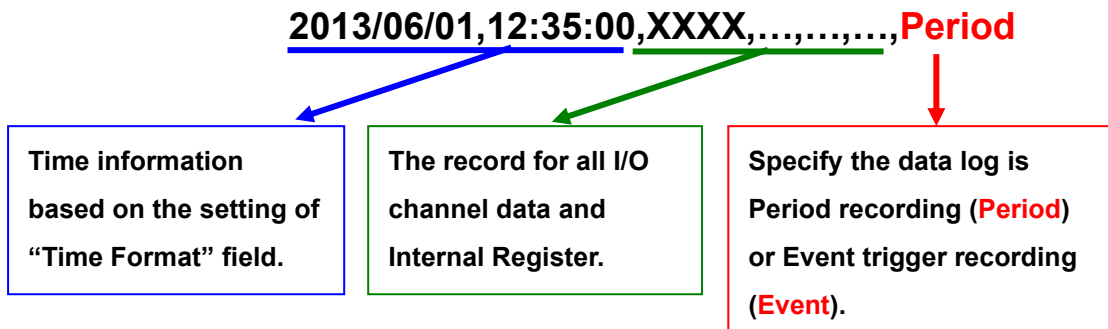 2013/06/01,12:35:00,XXXX,…,…,…,Period
Time information
based on the setting of
“Time Format” field.
The record for all I/O
channel data and
Internal Register.
Specify the data log is
Period recording (Period)
or Event trigger recording
(Event).